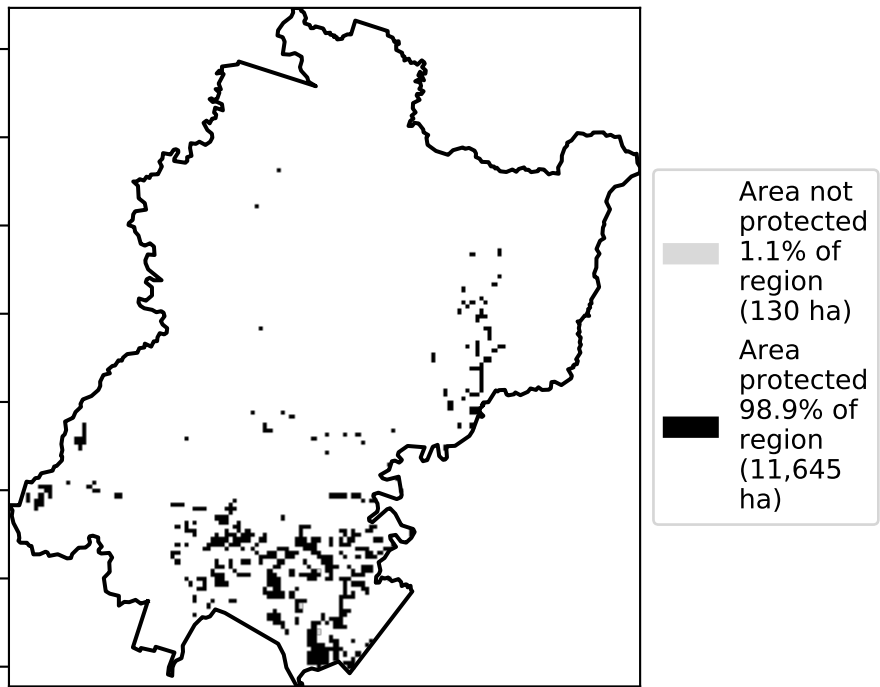 Area not
protected
1.1% of
region
(130 ha)
Area
protected
98.9% of
region
(11,645
ha)